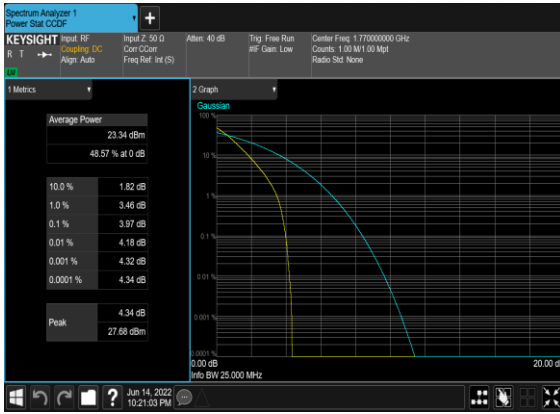 Spectrum Analyzer 1
Power Stat CCDF
+
KEYSIGHT
R T
LV
Input: RF
Coupling: DC
Align: Auto
Input Z: 50 Ω
Corr CCorr
Freq Ref: Int (S)
Atten: 40 dB
Trig: Free Run
#IF Gain: Low
Center Freq: 1.770000000 GHz
Counts: 1.00 M/1.00 Mpt
Radio Std: None
1 Metrics
Average Power
23.34 dBm
48.57 % at 0 dB
10.0 % 1.82 dB
1.0 % 3.46 dB
0.1 % 3.97 dB
0.01 % 4.18 dB
0.001 % 4.32 dB
0.0001 % 4.34 dB
Peak
4.34 dB
27.68 dBm
2 Graph
Gaussian
100 %
10 %
1 %
0.1 %
0.01 %
0.001 %
0.0001 %
0.00 dB
20.00 d
Info BW 25.000 MHz
?
Jun 14, 2022
10:21:03 PM